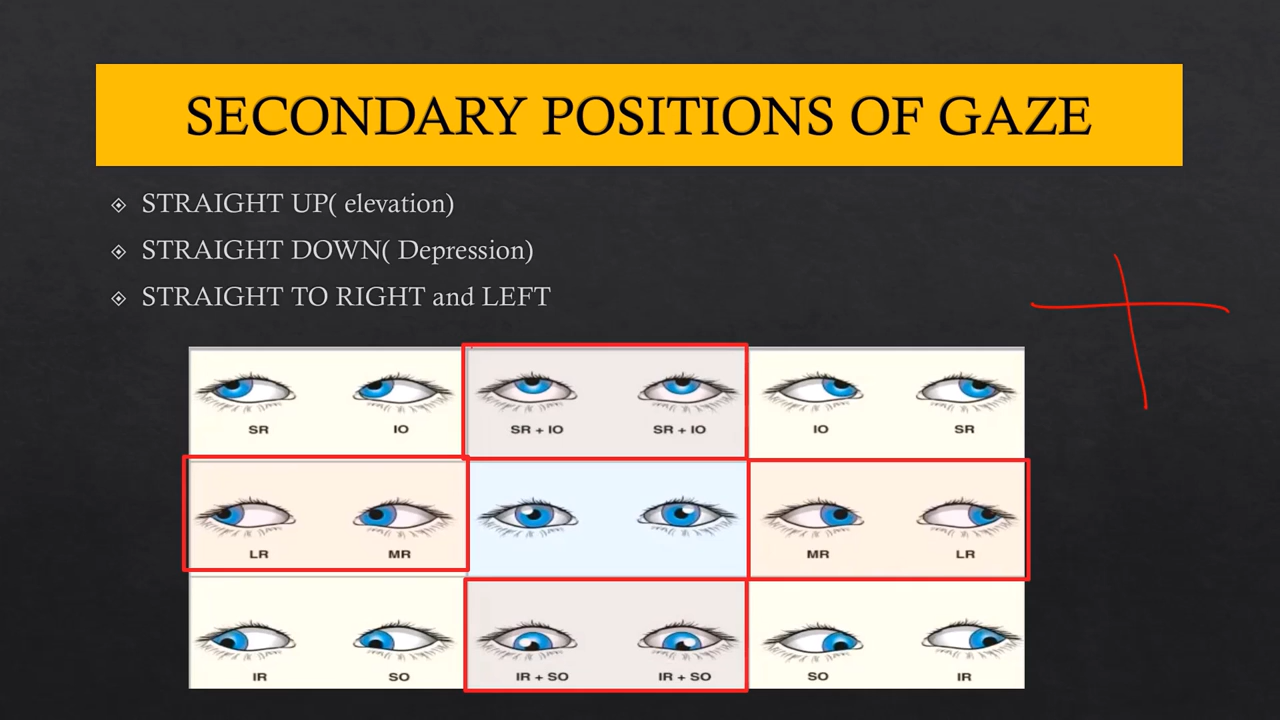 SECONDARY POSITIONS OF GAZE
STRAIGHT UP( elevation)
STRAIGHT DOWN( Depression)
STRAIGHT TO RIGHT and LEFT
SR IO SR + IO SR + IO IO SR
LR MR MR LR
IR SO IR + SO IR + SO SO IR